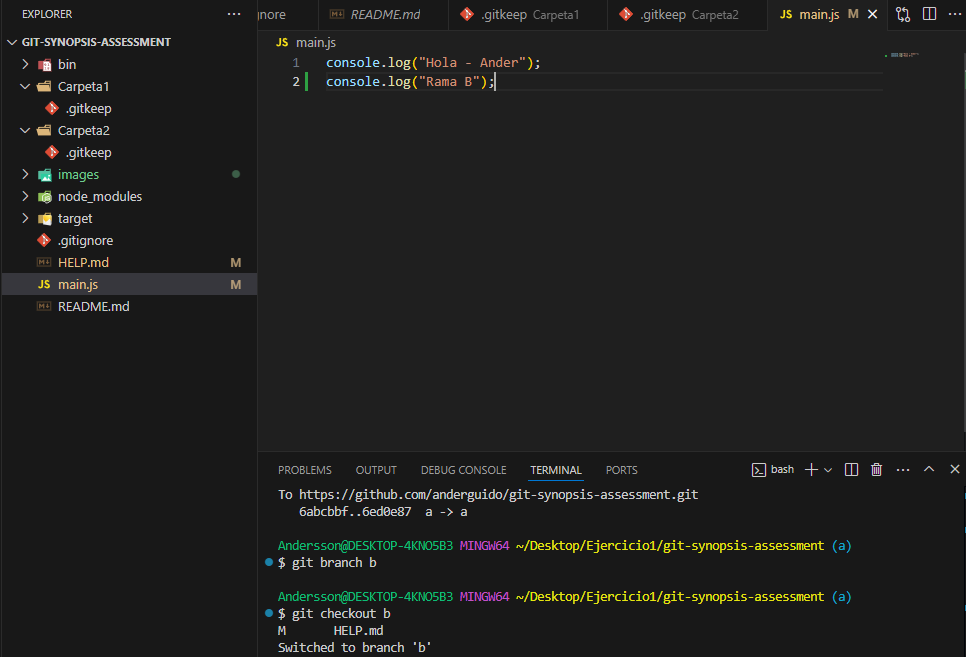 EXPLORER ...
GIT-SYNOPSIS-ASSESSMENT
bin
Carpeta1
.gitkeep
Carpeta2
.gitkeep
images
node_modules
target
.gitignore
HELP.md M
JS main.js M
README.md
gnore README.md .gitkeep Carpeta1 .gitkeep Carpeta2 JS main.js M
JS main.js
1 console.log("Hola - Ander");
2 console.log("Rama B");
PROBLEMS OUTPUT DEBUG CONSOLE TERMINAL PORTS bash
To https://github.com/anderguido/git-synopsis-assessment.git
6abcbbf..6ed0e87 a -> a
Andersson@DESKTOP-4KNO5B3 MINGW64 ~/Desktop/Ejercicio1/git-synopsis-assessment (a)
$ git branch b
Andersson@DESKTOP-4KNO5B3 MINGW64 ~/Desktop/Ejercicio1/git-synopsis-assessment (a)
$ git checkout b
M HELP.md
Switched to branch 'b'